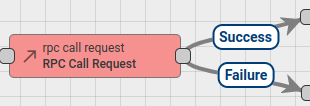 Success
rpc call request
RPC Call Request
Failure